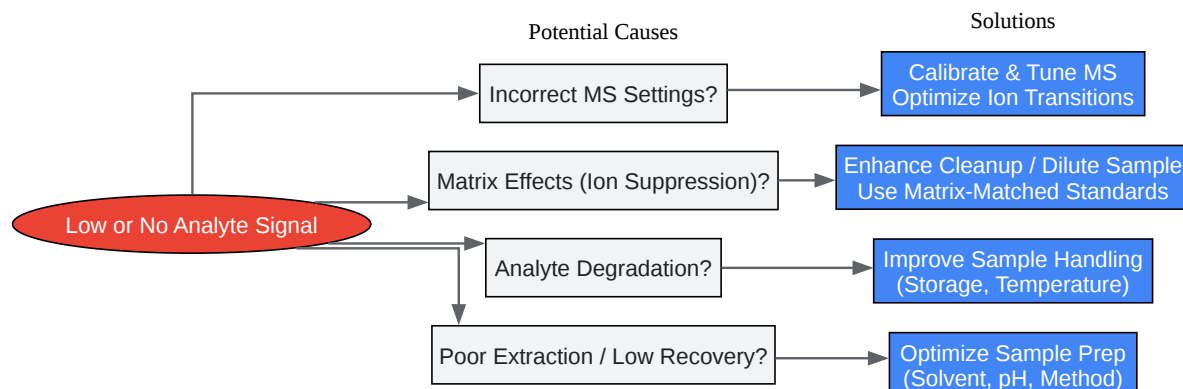 Potential Causes
Solutions
Incorrect MS Settings?
Calibrate & Tune MS
Optimize Ion Transitions
Matrix Effects (Ion Suppression)?
Enhance Cleanup / Dilute Sample
Use Matrix-Matched Standards
Low or No Analyte Signal
Analyte Degradation?
Improve Sample Handling
(Storage, Temperature)
Poor Extraction / Low Recovery?
Optimize Sample Prep
(Solvent, pH, Method)